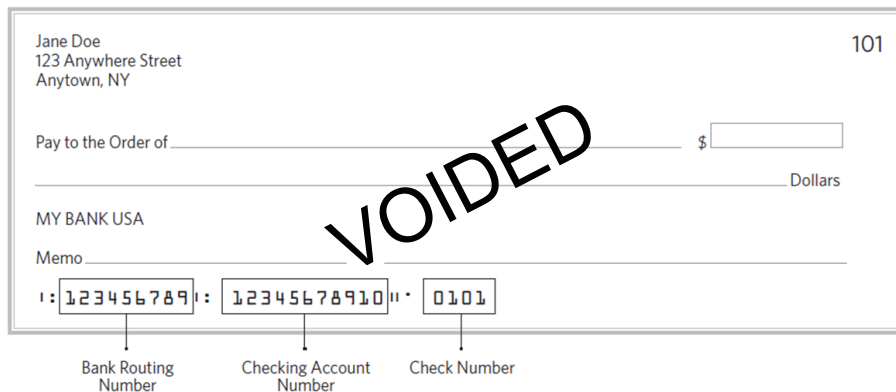 Jane Doe
101
123 Anywhere Street
Anytown, NY
Pay to the Order of
$
VOIDED
Dollars
MY BANK USA
Memo
⑆123456789⑆ 12345678910⑈ 0101
Bank Routing Number
Checking Account Number
Check Number